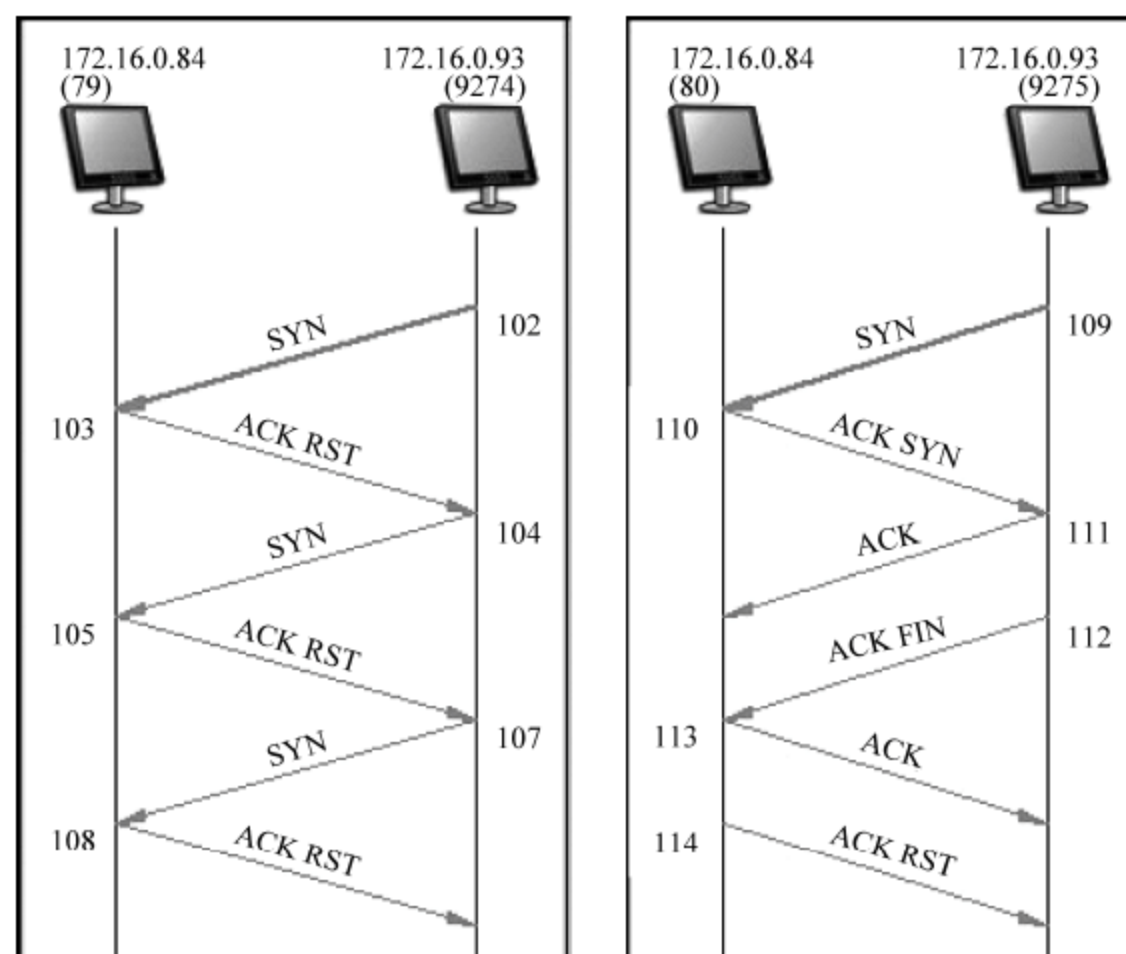 172.16.0.84
(79)
172.16.0.93
(9274)
SYN
102
103
ACK RST
SYN
104
105
ACK RST
SYN
107
108
ACK RST
172.16.0.84
(80)
172.16.0.93
(9275)
SYN
109
110
ACK SYN
ACK
111
ACK FIN
112
113
ACK
114
ACK RST